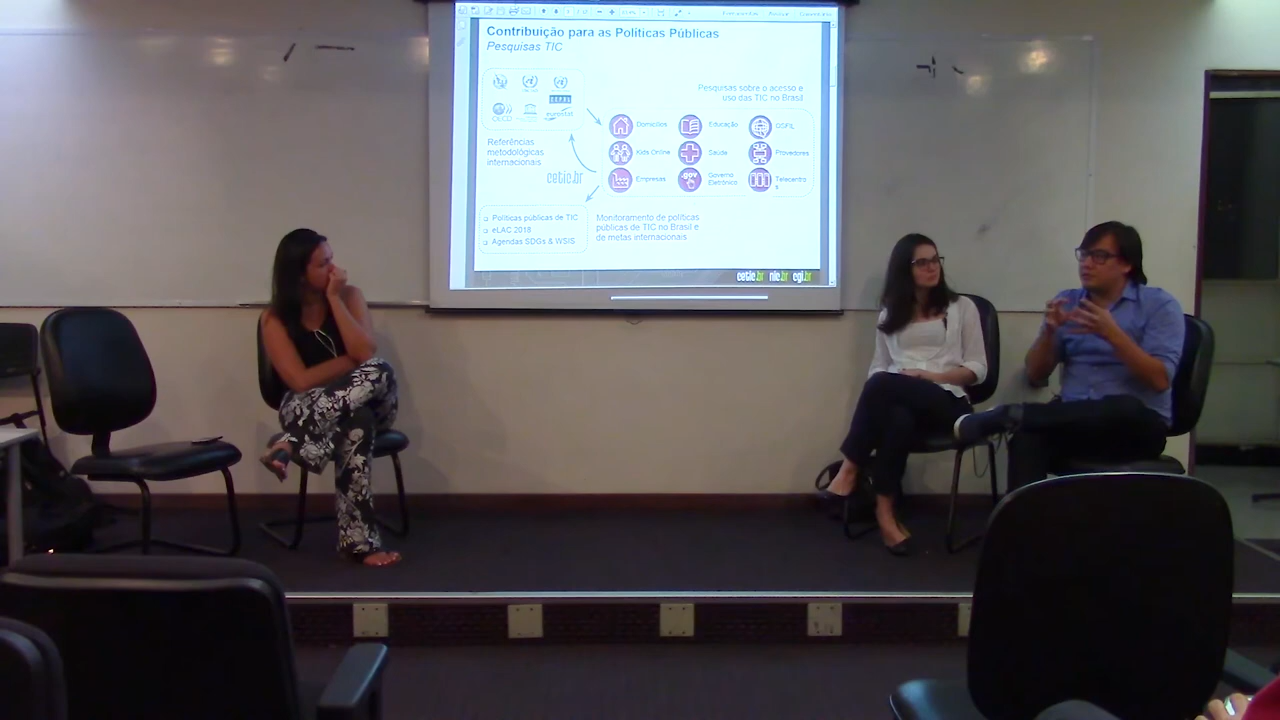 Contribuição para as Políticas Públicas
Pesquisas TIC
Pesquisas sobre o acesso e
uso das TIC no Brasil
OECD
eurostat
Domicílios
Educação
OSFIL
Referências
metodológicas
internacionais
Kids Online
Saúde
Provedores
cetic.br
Empresas
.gov
Governo
Eletrônico
Telecentro
s
Políticas públicas de TIC
eLAC 2018
Agendas SDGs & WSIS
Monitoramento de políticas
públicas de TIC no Brasil e
de metas internacionais
cetic.br nic.br cgi.br